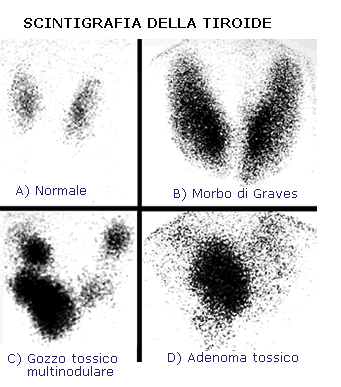 SCINTIGRAFIA DELLA TIROIDE
A) Normale
B) Morbo di Graves
C) Gozzo tossico
multinodulare
D) Adenoma tossico